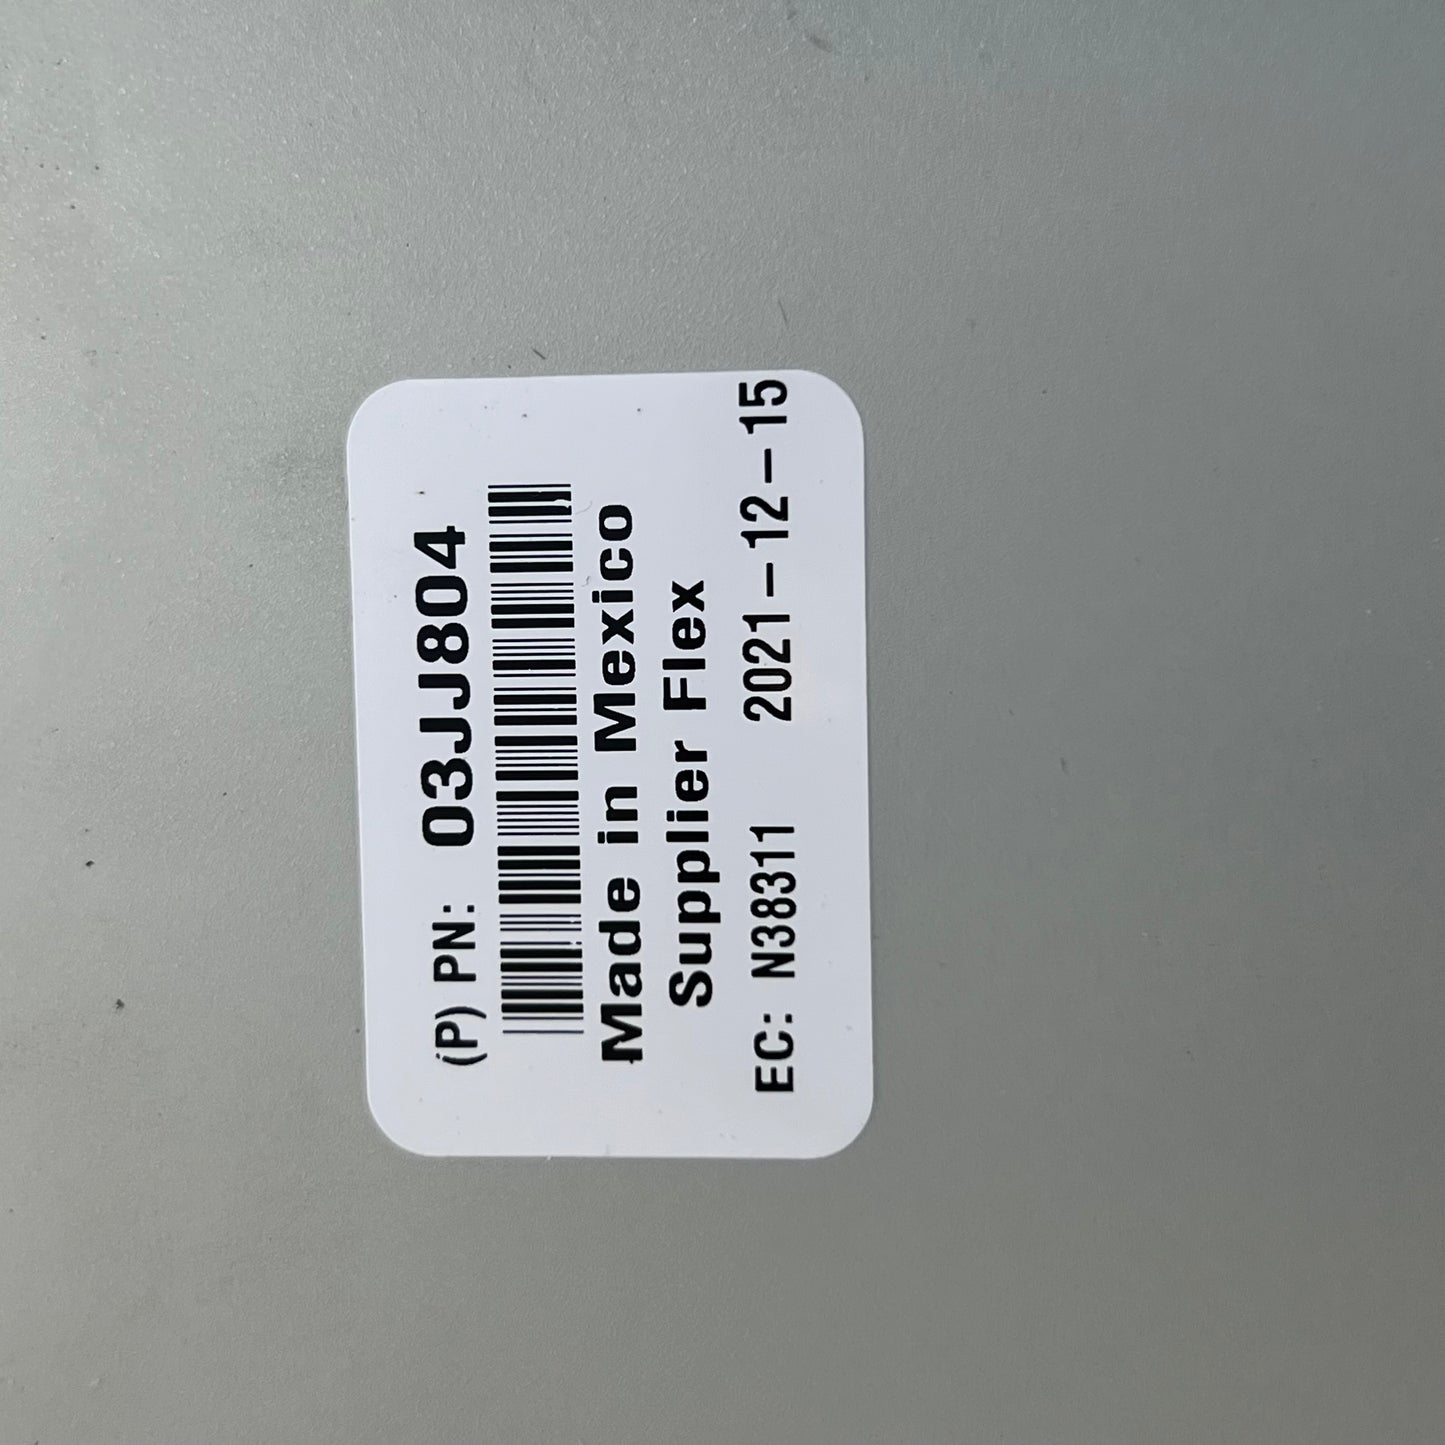 (P) PN: 03JJ804
Made in Mexico
Supplier Flex
EC: N38311 2021-12-15